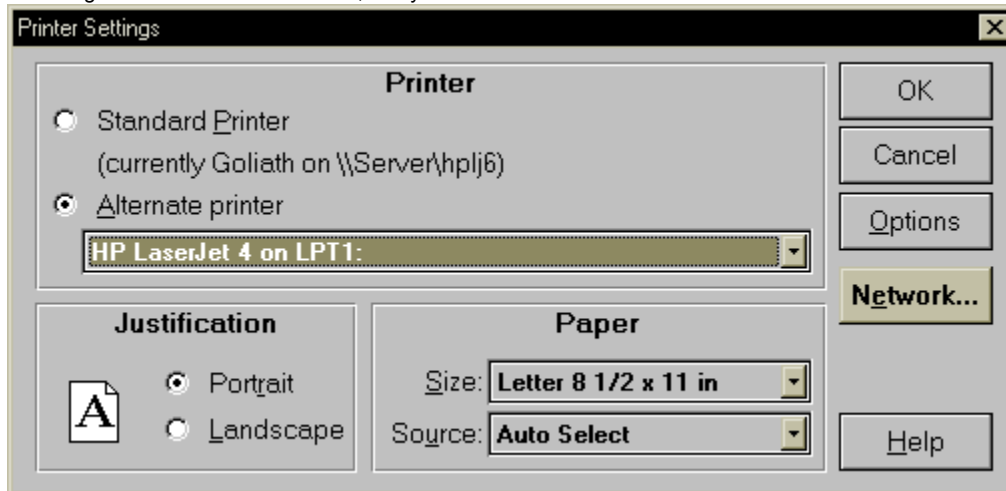 Printer Settings
Printer
Standard Printer
(currently Goliath on \\Server\hplj6)
Alternate printer
HP LaserJet 4 on LPT1:
OK
Cancel
Options
Network...
Justification
A
Portrait
Landscape
Paper
Size: Letter 8 1/2 x 11 in
Source: Auto Select
Help